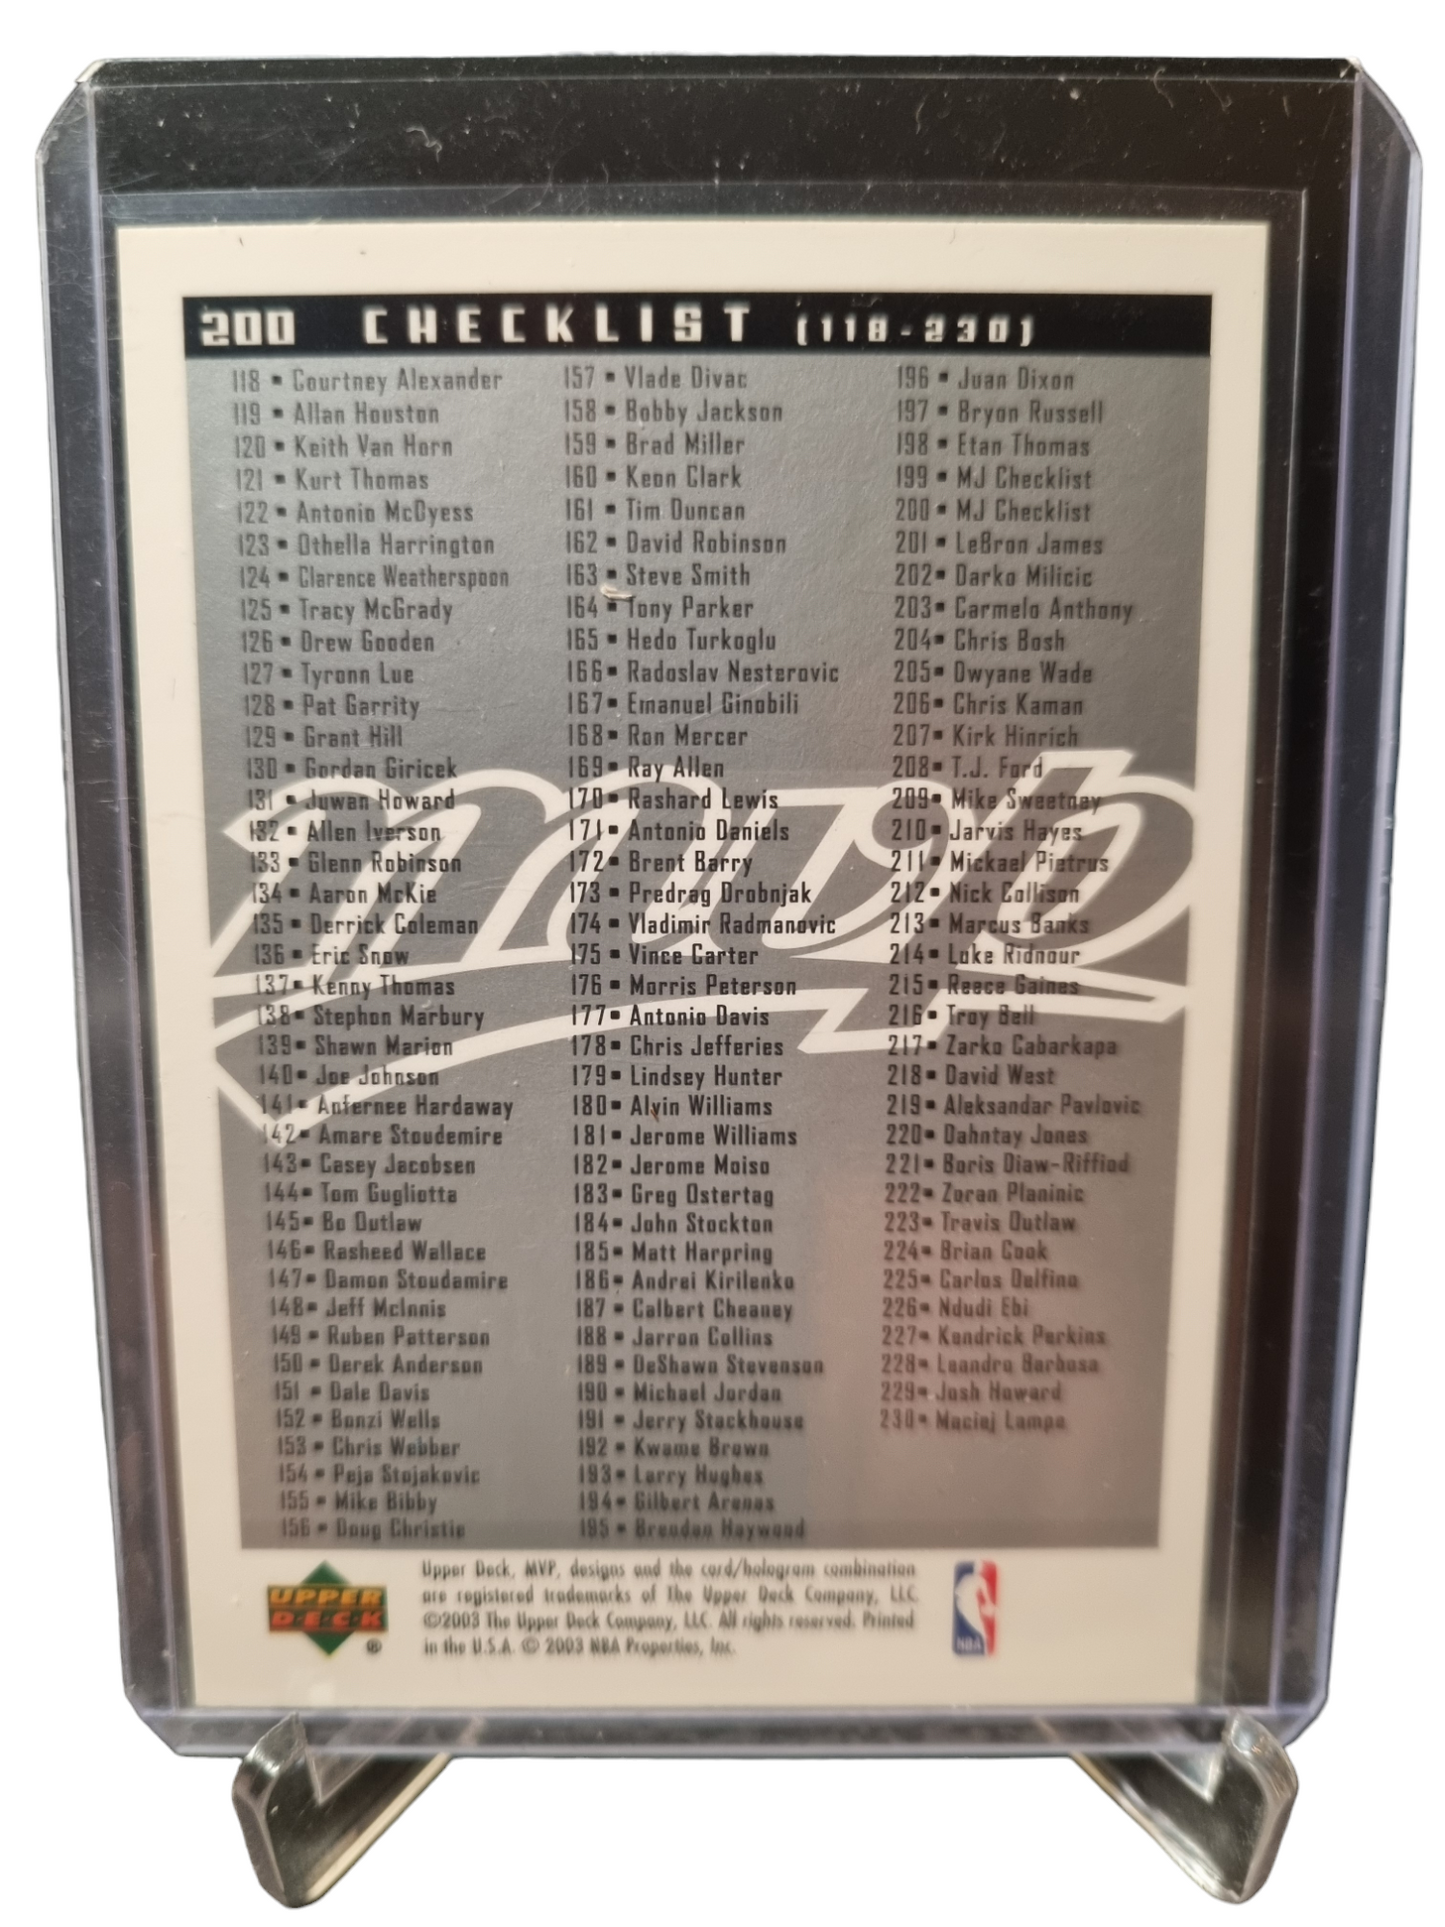 200 CHECKLIST (118-230)
118 ▪ Courtney Alexander
119 ▪ Allan Houston
120 ▪ Keith Van Horn
121 ▪ Kurt Thomas
122 ▪ Antonio McDyess
123 ▪ Othella Harrington
124 ▪ Clarence Weatherspoon
125 ▪ Tracy McGrady
126 ▪ Drew Gooden
127 ▪ Tyronn Lue
128 ▪ Pat Garrity
129 ▪ Grant Hill
130 ▪ Gordan Giricek
131 ▪ Juwan Howard
132 ▪ Allen Iverson
133 ▪ Glenn Robinson
134 ▪ Aaron McKie
135 ▪ Derrick Coleman
136 ▪ Eric Snow
137 ▪ Kenny Thomas
138 ▪ Stephon Marbury
139 ▪ Shawn Marion
140 ▪ Joe Johnson
141 ▪ Anfernee Hardaway
142 ▪ Amare Stoudemire
143 ▪ Casey Jacobsen
144 ▪ Tom Gugliotta
145 ▪ Bo Outlaw
146 ▪ Rasheed Wallace
147 ▪ Damon Stoudamire
148 ▪ Jeff McInnis
149 ▪ Ruben Patterson
150 ▪ Derek Anderson
151 ▪ Dale Davis
152 ▪ Bonzi Wells
153 ▪ Chris Webber
154 ▪ Peja Stojakovic
155 ▪ Mike Bibby
156 ▪ Doug Christie
157 ▪ Vlade Divac
158 ▪ Bobby Jackson
159 ▪ Brad Miller
160 ▪ Keon Clark
161 ▪ Tim Duncan
162 ▪ David Robinson
163 ▪ Steve Smith
164 ▪ Tony Parker
165 ▪ Hedo Turkoglu
166 ▪ Radoslav Nesterovic
167 ▪ Emanuel Ginobili
168 ▪ Ron Mercer
169 ▪ Ray Allen
170 ▪ Rashard Lewis
171 ▪ Antonio Daniels
172 ▪ Brent Barry
173 ▪ Predrag Drobnjak
174 ▪ Vladimir Radmanovic
175 ▪ Vince Carter
176 ▪ Morris Peterson
177 ▪ Antonio Davis
178 ▪ Chris Jefferies
179 ▪ Lindsey Hunter
180 ▪ Alvin Williams
181 ▪ Jerome Williams
182 ▪ Jerome Moiso
183 ▪ Greg Ostertag
184 ▪ John Stockton
185 ▪ Matt Harpring
186 ▪ Andrei Kirilenko
187 ▪ Calbert Cheaney
188 ▪ Jarron Collins
189 ▪ DeShawn Stevenson
190 ▪ Michael Jordan
191 ▪ Jerry Stackhouse
192 ▪ Kwame Brown
193 ▪ Larry Hughes
194 ▪ Gilbert Arenas
195 ▪ Brendan Haywood
196 ▪ Juan Dixon
197 ▪ Bryon Russell
198 ▪ Etan Thomas
199 ▪ MJ Checklist
200 ▪ MJ Checklist
201 ▪ LeBron James
202 ▪ Darko Milicic
203 ▪ Carmelo Anthony
204 ▪ Chris Bosh
205 ▪ Dwyane Wade
206 ▪ Chris Kaman
207 ▪ Kirk Hinrich
208 ▪ T.J. Ford
209 ▪ Mike Sweetney
210 ▪ Jarvis Hayes
211 ▪ Mickael Pietrus
212 ▪ Nick Collison
213 ▪ Marcus Banks
214 ▪ Luke Ridnour
215 ▪ Reece Gaines
216 ▪ Troy Bell
217 ▪ Zarko Cabarkapa
218 ▪ David West
219 ▪ Aleksandar Pavlovic
220 ▪ Dahntay Jones
221 ▪ Boris Diaw-Riffiod
222 ▪ Zoran Planinic
223 ▪ Travis Outlaw
224 ▪ Brian Cook
225 ▪ Carlos Delfino
226 ▪ Ndudi Ebi
227 ▪ Kendrick Perkins
228 ▪ Leandro Barbosa
229 ▪ Josh Howard
230 ▪ Maciej Lampe
mvp
UPPER
DECK
®
Upper Deck, MVP, designs and the card/hologram combination
are registered trademarks of The Upper Deck Company, LLC.
©2003 The Upper Deck Company, LLC. All rights reserved. Printed
in the U.S.A. © 2003 NBA Properties, Inc.
NBA